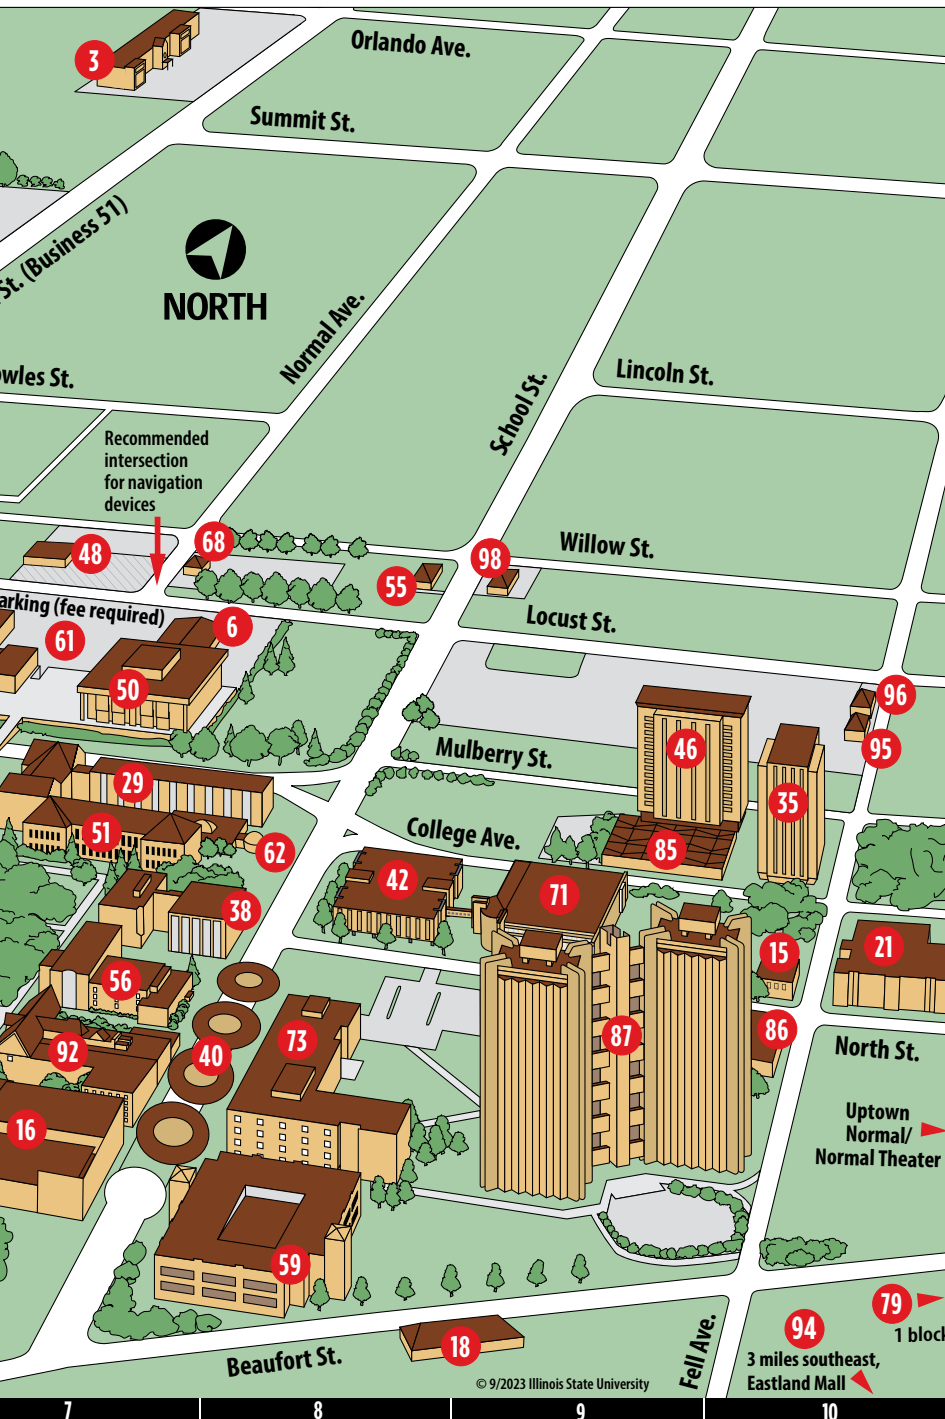 Orlando Ave.
3
Summit St.
St. (Business 51)
NORTH
Normal Ave.
owles St.
Lincoln St.
School St.
Recommended
intersection
for navigation
devices
68
48
Willow St.
98
55
arking (fee required)
Locust St.
6
61
50
96
95
46
Mulberry St.
29
35
51
College Ave.
62
85
42
71
38
15
21
56
86
87
73
92
40
North St.
Uptown
Normal/
Normal Theater
16
59
79
1 block
94
3 miles southeast,
Eastland Mall
18
Fell Ave.
Beaufort St.
© 9/2023 Illinois State University
7 8 9 10